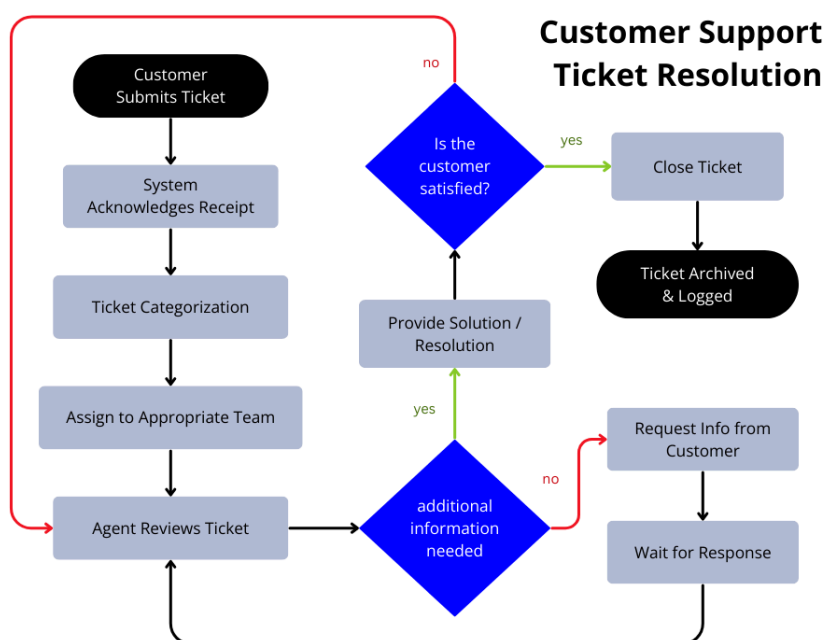 Customer Support
Ticket Resolution
Customer
Submits Ticket
System
Acknowledges Receipt
Ticket Categorization
Assign to Appropriate Team
Agent Reviews Ticket
additional
information
needed
yes
no
Provide Solution /
Resolution
Is the
customer
satisfied?
no
yes
Close Ticket
Ticket Archived
& Logged
Request Info from
Customer
Wait for Response